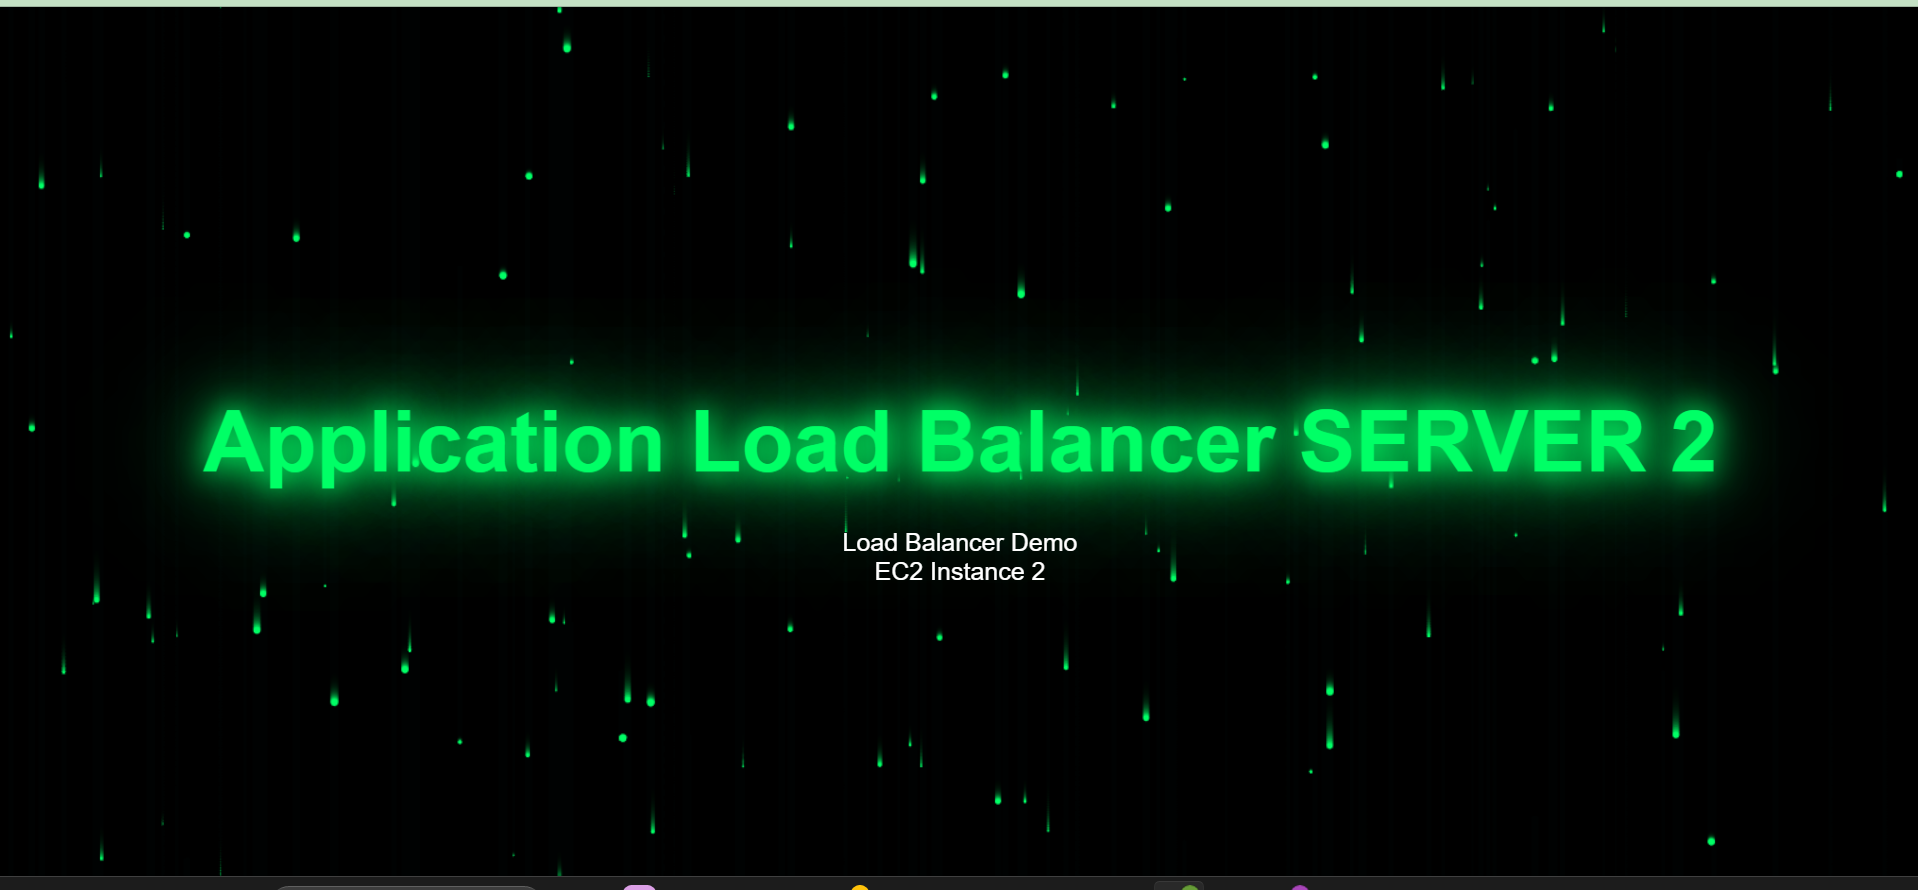 Application Load Balancer SERVER 2
Load Balancer Demo
EC2 Instance 2